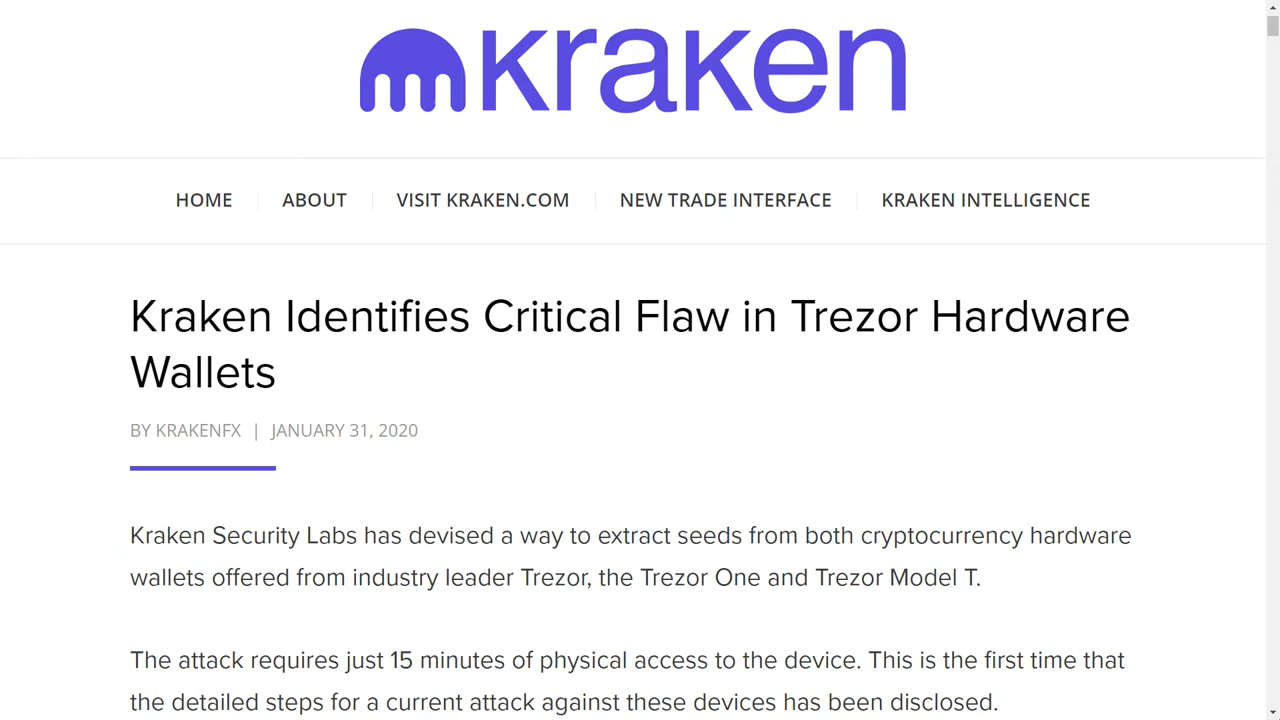 kraken
HOME
ABOUT
VISIT KRAKEN.COM
NEW TRADE INTERFACE
KRAKEN INTELLIGENCE
Kraken Identifies Critical Flaw in Trezor Hardware
Wallets
BY KRAKENFX | JANUARY 31, 2020
Kraken Security Labs has devised a way to extract seeds from both cryptocurrency hardware
wallets offered from industry leader Trezor, the Trezor One and Trezor Model T.
The attack requires just 15 minutes of physical access to the device. This is the first time that
the detailed steps for a current attack against these devices has been disclosed.